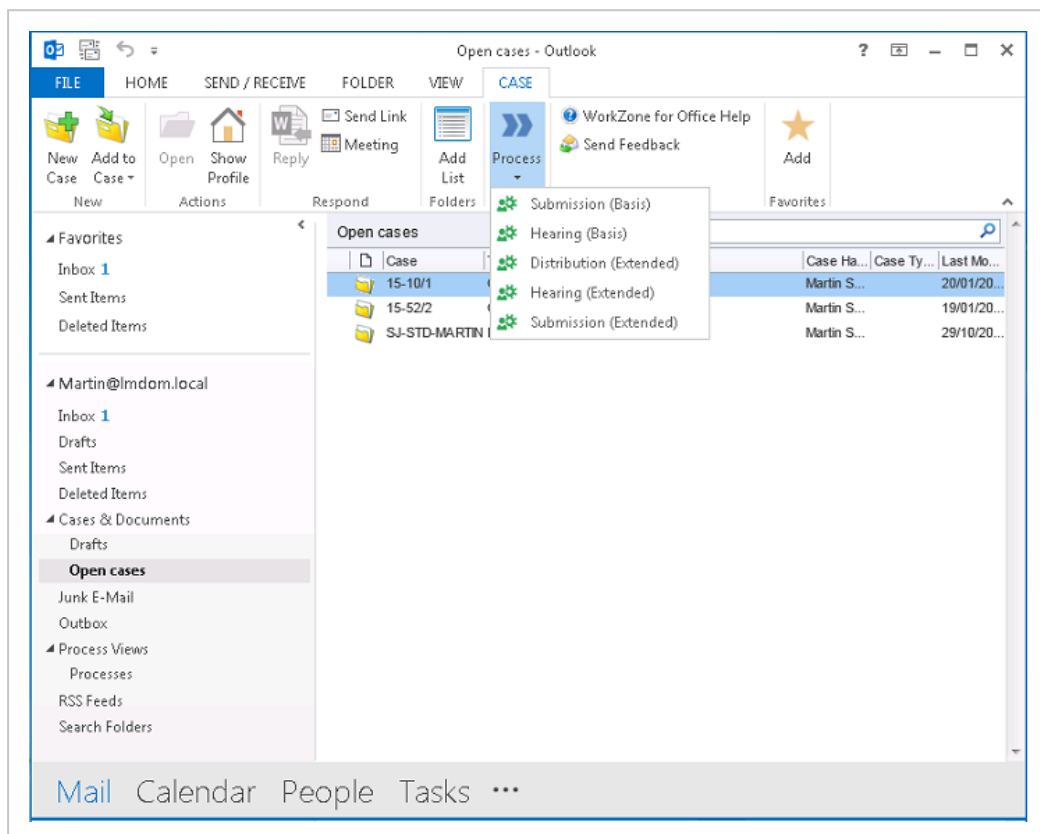 Open cases - Outlook
FILE HOME SEND / RECEIVE FOLDER VIEW CASE
Send Link
WorkZone for Office Help
Meeting
Send Feedback
New Case
Add to Case
Open
Show Profile
Reply
Add List
Process
Add
New Actions Respond Folders Favorites
Submission (Basis)
Hearing (Basis)
Distribution (Extended)
Hearing (Extended)
Submission (Extended)
Favorites
Inbox 1
Sent Items
Deleted Items
Martin@lmdom.local
Inbox 1
Drafts
Sent Items
Deleted Items
Cases & Documents
Drafts
Open cases
Junk E-Mail
Outbox
Process Views
Processes
RSS Feeds
Search Folders
Open cases
Case Case Ha... Case Ty... Last Mo...
15-10/1 Martin S... 20/01/20...
15-52/2 Martin S... 19/01/20...
SJ-STD-MARTIN Martin S... 29/10/20...
Mail Calendar People Tasks •••